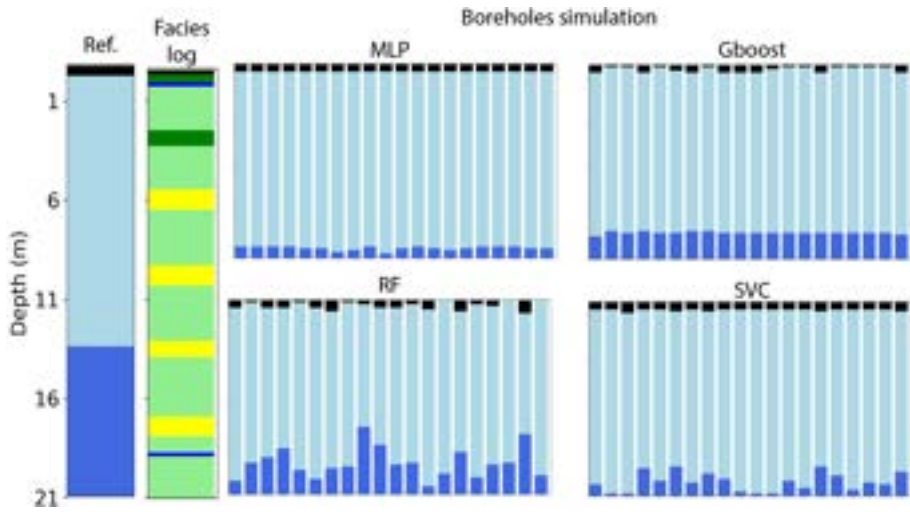 Boreholes simulation
Ref.
Facies
log
MLP
Gboost
RF
SVC
Depth (m)
1
6
11
16
21